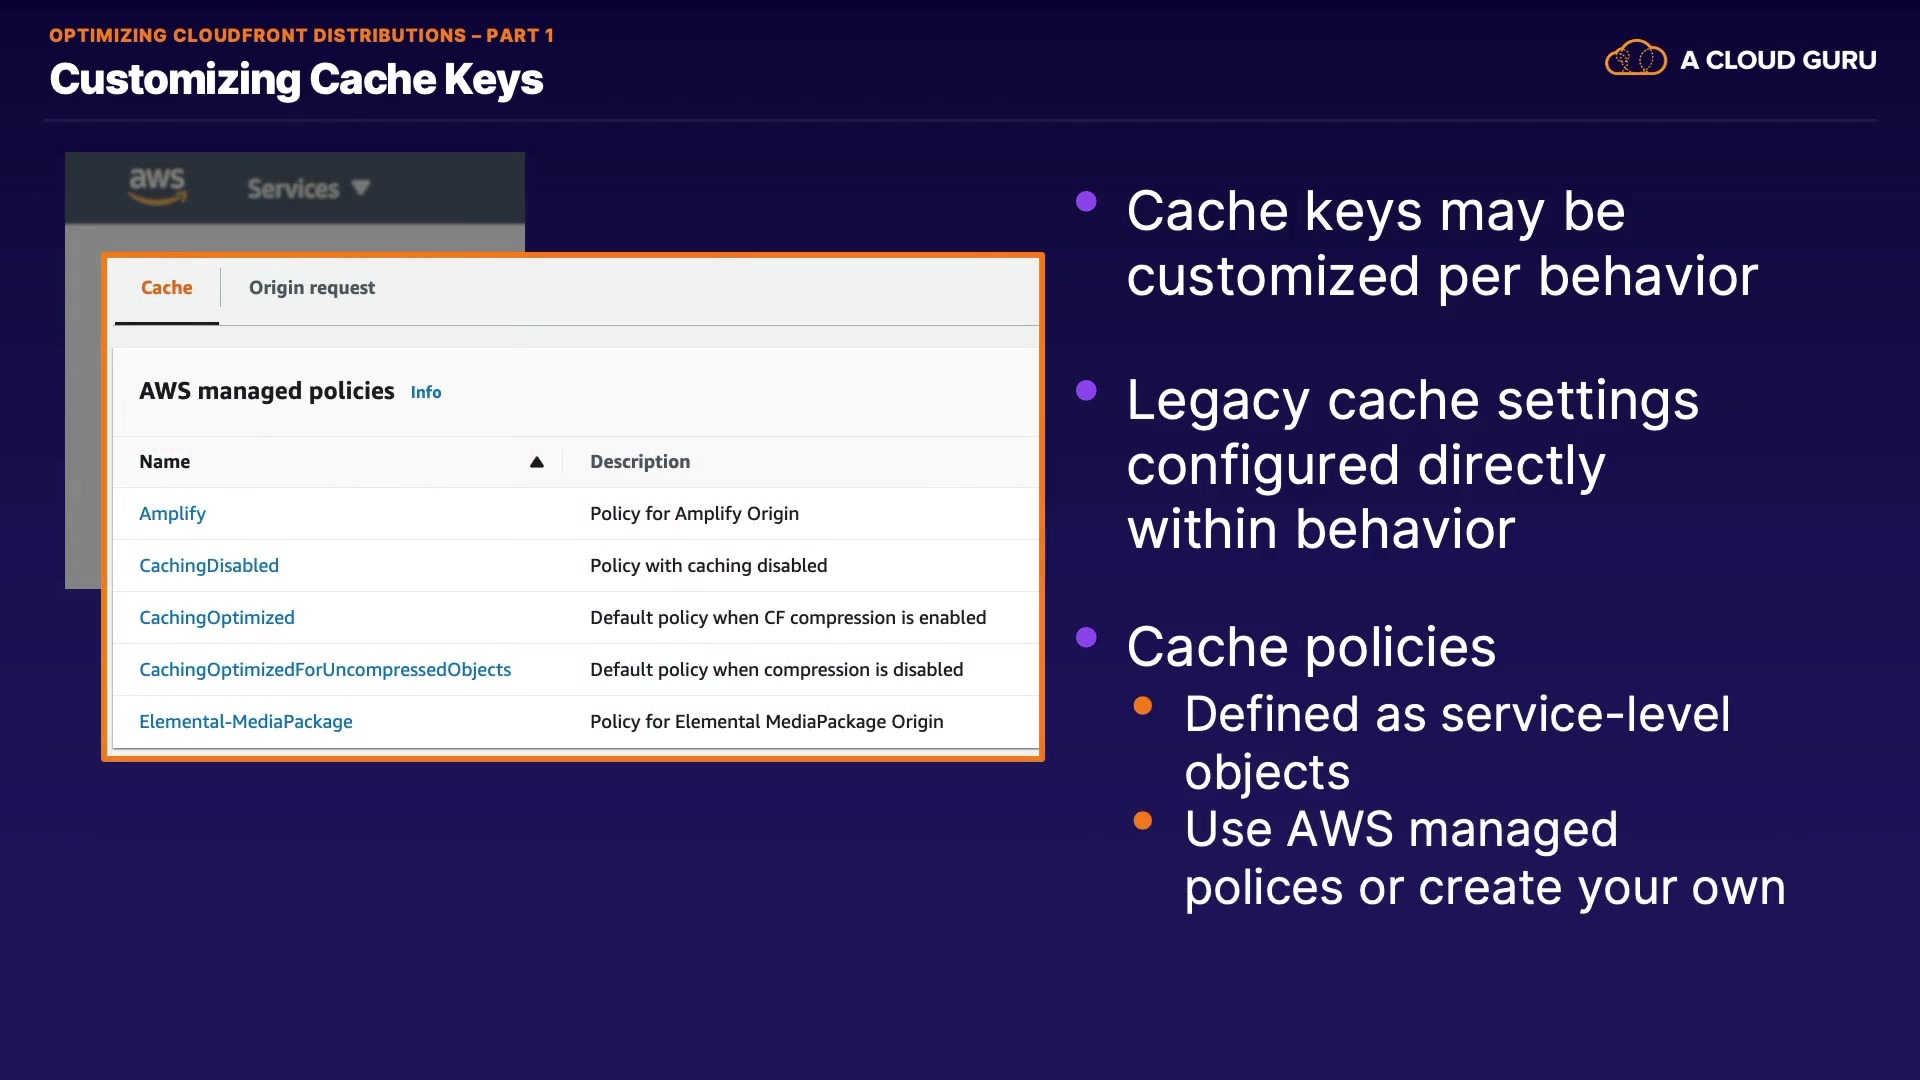 OPTIMIZING CLOUDFRONT DISTRIBUTIONS – PART 1
Customizing Cache Keys
A CLOUD GURU
aws
Services
Cache
Origin request
AWS managed policies Info
Name
Description
Amplify
Policy for Amplify Origin
CachingDisabled
Policy with caching disabled
CachingOptimized
Default policy when CF compression is enabled
CachingOptimizedForUncompressedObjects
Default policy when compression is disabled
Elemental-MediaPackage
Policy for Elemental MediaPackage Origin
Cache keys may be
customized per behavior
Legacy cache settings
configured directly
within behavior
Cache policies
Defined as service-level
objects
Use AWS managed
polices or create your own